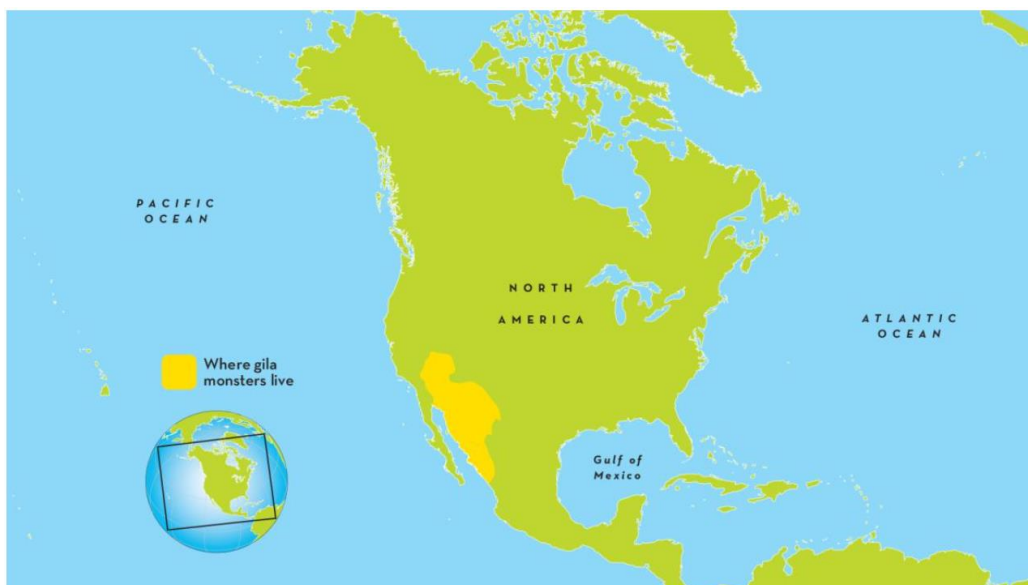 PACIFIC
OCEAN
NORTH
AMERICA
ATLANTIC
OCEAN
Where gila
monsters live
Gulf of
Mexico